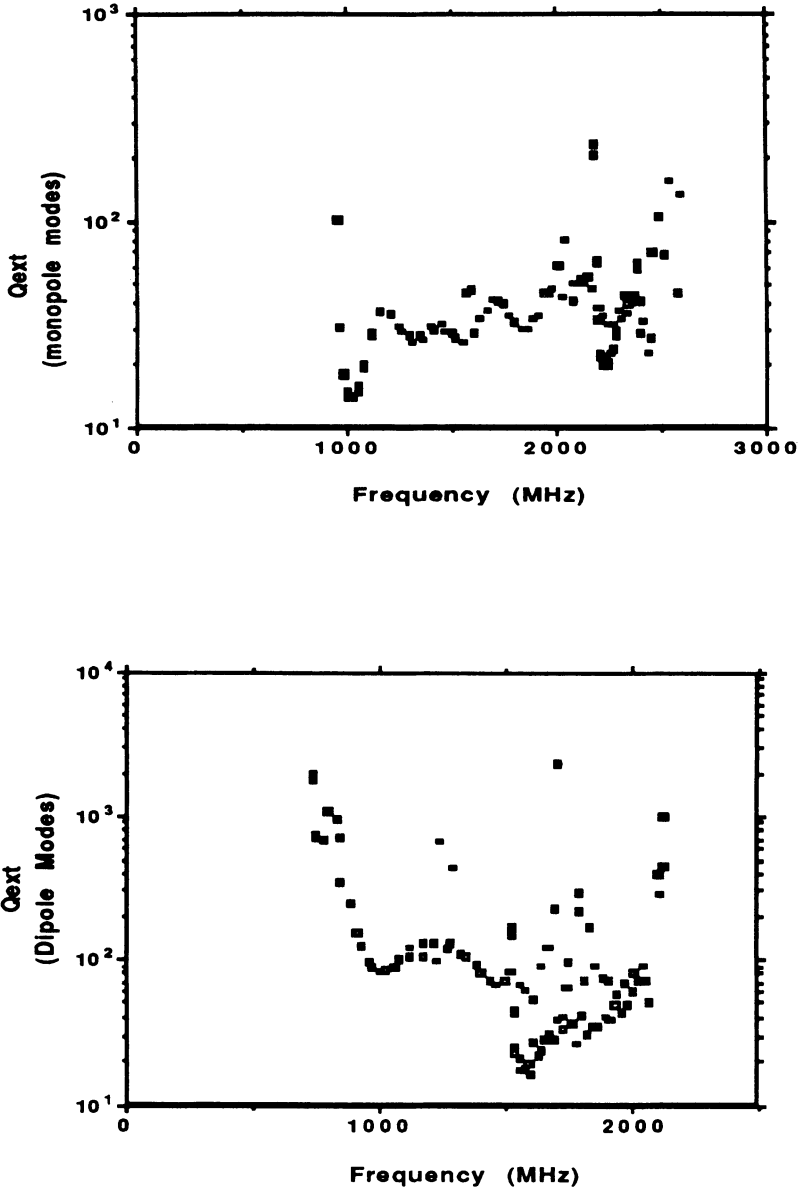 10³
10²
10¹
Qext
(monopole modes)
0 1000 2000 3000
Frequency (MHz)
10⁴
10³
10²
10¹
Qext
(Dipole Modes)
0 1000 2000
Frequency (MHz)